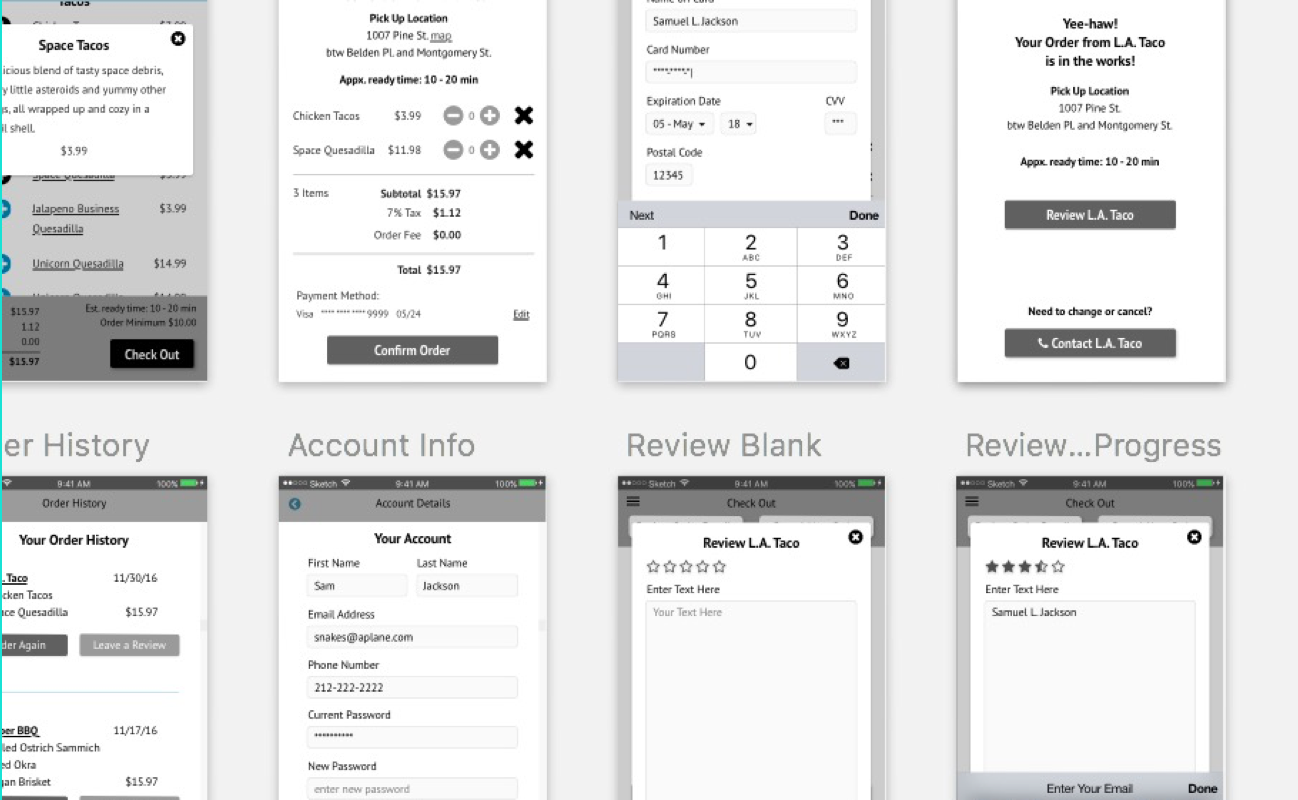 Tacos
Space Tacos
icious blend of tasty space debris,
y little asteroids and yummy other
s, all wrapped up and cozy in a
il shell.
$3.99
Space Quesadilla $3.99
Jalapeno Business $3.99
Quesadilla
Unicorn Quesadilla $14.99
$15.97 Est. ready time: 10 - 20 min
1.12 Order Minimum $10.00
0.00
$15.97 Check Out
Pick Up Location
1007 Pine St. map
btw Belden Pl. and Montgomery St.
Appx. ready time: 10 - 20 min
Chicken Tacos $3.99 0
Space Quesadilla $11.98 0
3 Items Subtotal $15.97
7% Tax $1.12
Order Fee $0.00
Total $15.97
Payment Method:
Visa **** **** **** 9999 05/24 Edit
Confirm Order
Name on Card
Samuel L. Jackson
Card Number
****-****-*|
Expiration Date CVV
05 - May 18 ***
Postal Code
12345
Next Done
1 2 3
ABC DEF
4 5 6
GHI JKL MNO
7 8 9
PQRS TUV WXYZ
0
Yee-haw!
Your Order from L.A. Taco
is in the works!
Pick Up Location
1007 Pine St.
btw Belden Pl. and Montgomery St.
Appx. ready time: 10 - 20 min
Review L.A. Taco
Need to change or cancel?
Contact L.A. Taco
er History
9:41 AM 100%
Order History
Your Order History
. Taco 11/30/16
cken Tacos
ce Quesadilla $15.97
der Again Leave a Review
er BBQ 11/17/16
led Ostrich Sammich
ed Okra
an Brisket $15.97
Account Info
Sketch 9:41 AM 100%
Account Details
Your Account
First Name Last Name
Sam Jackson
Email Address
snakes@aplane.com
Phone Number
212-222-2222
Current Password
**********
New Password
enter new password
Review Blank
Sketch 9:41 AM 100%
Check Out
Review L.A. Taco
Enter Text Here
Your Text Here
Review...Progress
Sketch 9:41 AM 100%
Check Out
Review L.A. Taco
Enter Text Here
Samuel L. Jackson
Enter Your Email Done